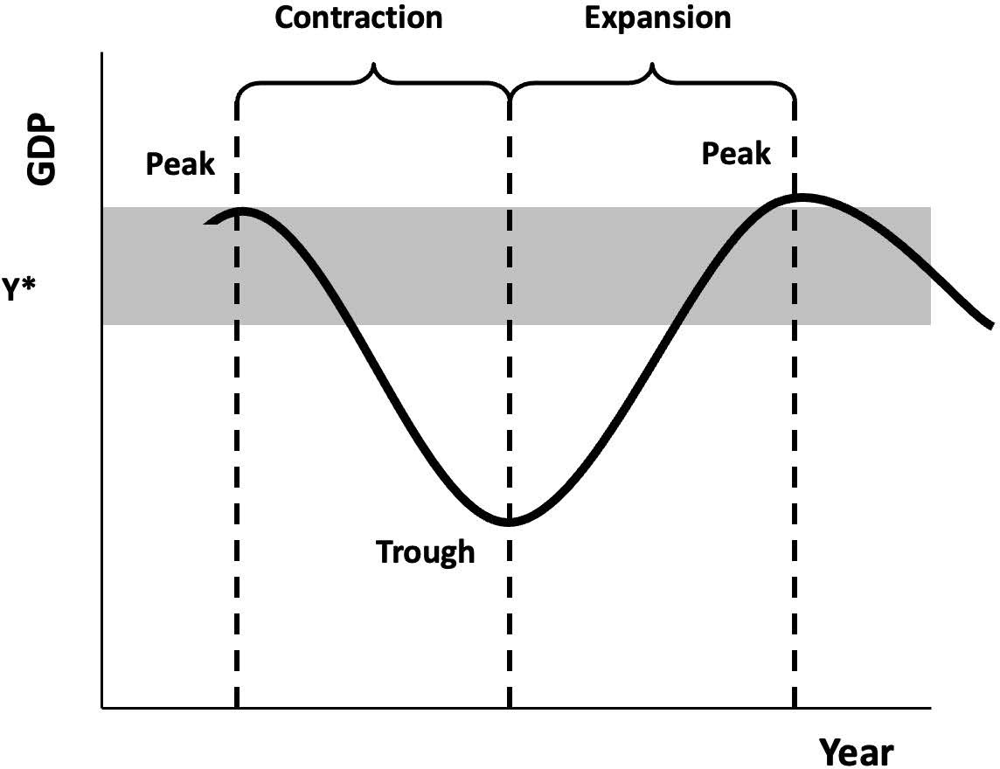 Contraction
Expansion
GDP
Peak
Peak
Y*
Trough
Year